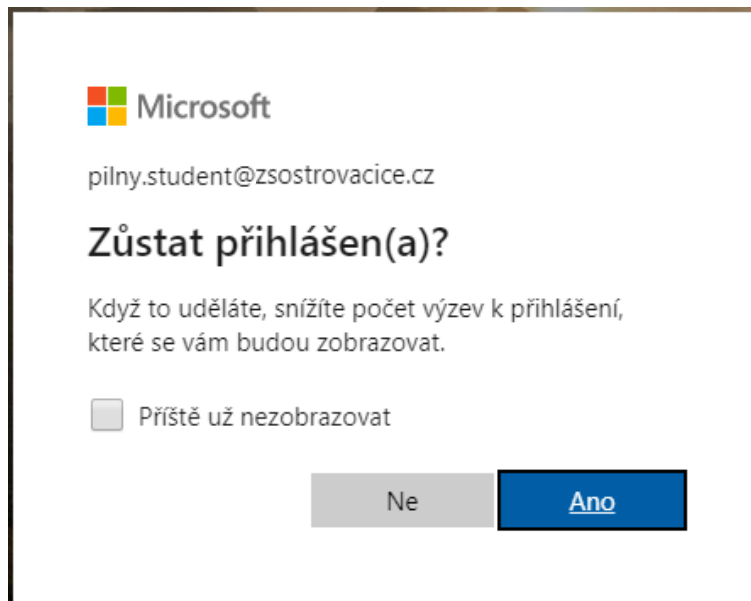 Microsoft
pilny.student@zsostrovacice.cz
Zůstat přihlášen(a)?
Když to uděláte, snížíte počet výzev k přihlášení,
které se vám budou zobrazovat.
Příště už nezobrazovat
Ne
Ano